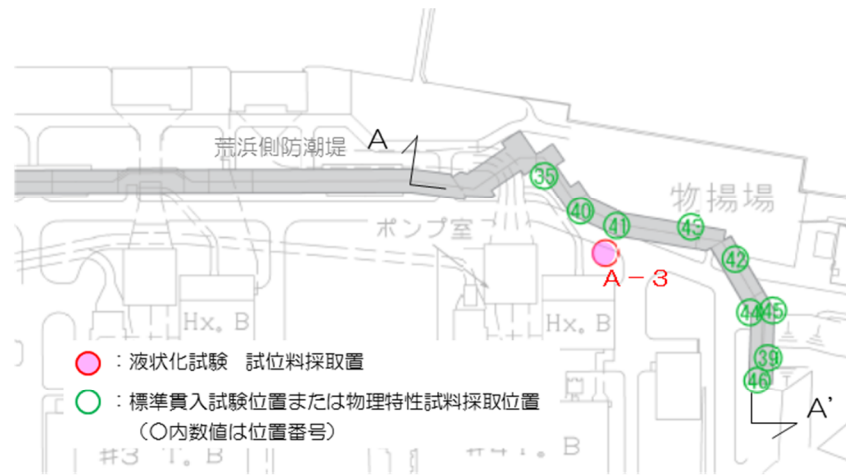 A
荒浜側防潮堤
35
物揚場
40
41
43
ポンプ室
42
A－3
44
45
Hx. B
Hx. B
39
：液状化試験　試位料採取置
46
：標準貫入試験位置または物理特性試料採取位置
A'
（○内数値は位置番号）